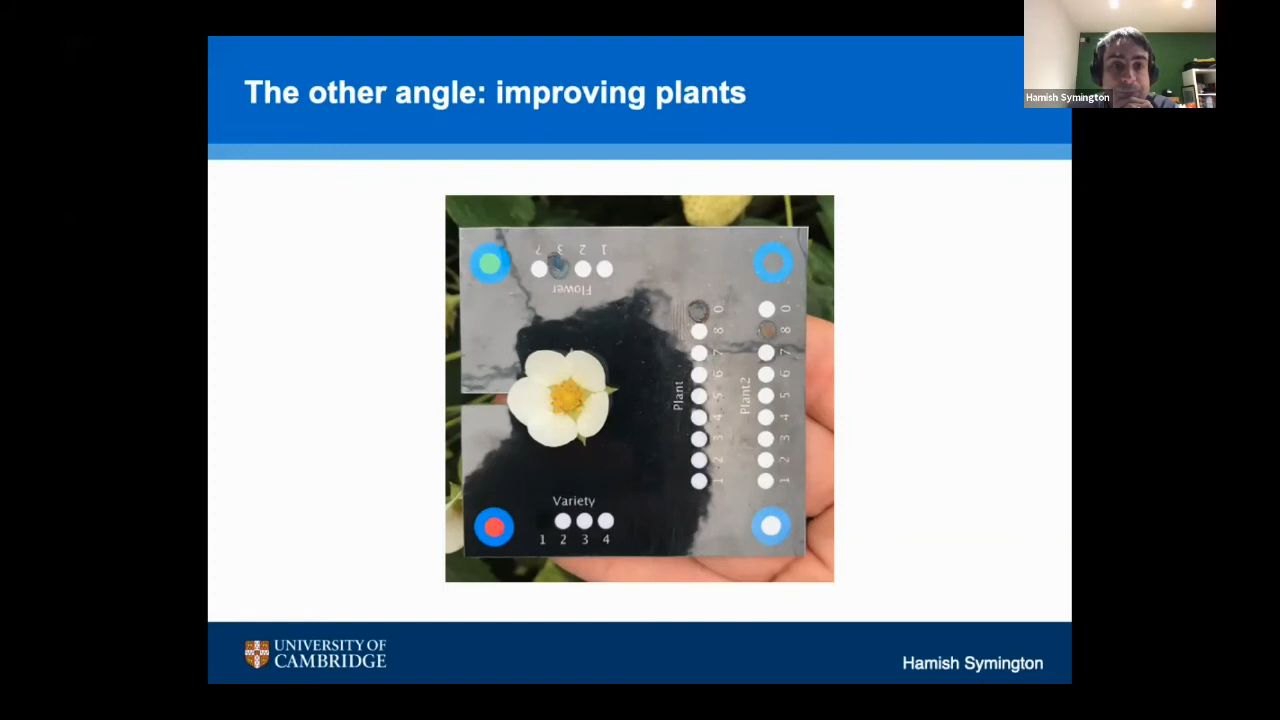 The other angle: improving plants
Hamish Symington
? 3 2 1
Flower
Plant
1 2 3 4 5 6 7 8 0
Plant2
1 2 3 4 5 6 7 8 0
Variety
1 2 3 4
UNIVERSITY OF
CAMBRIDGE
Hamish Symington